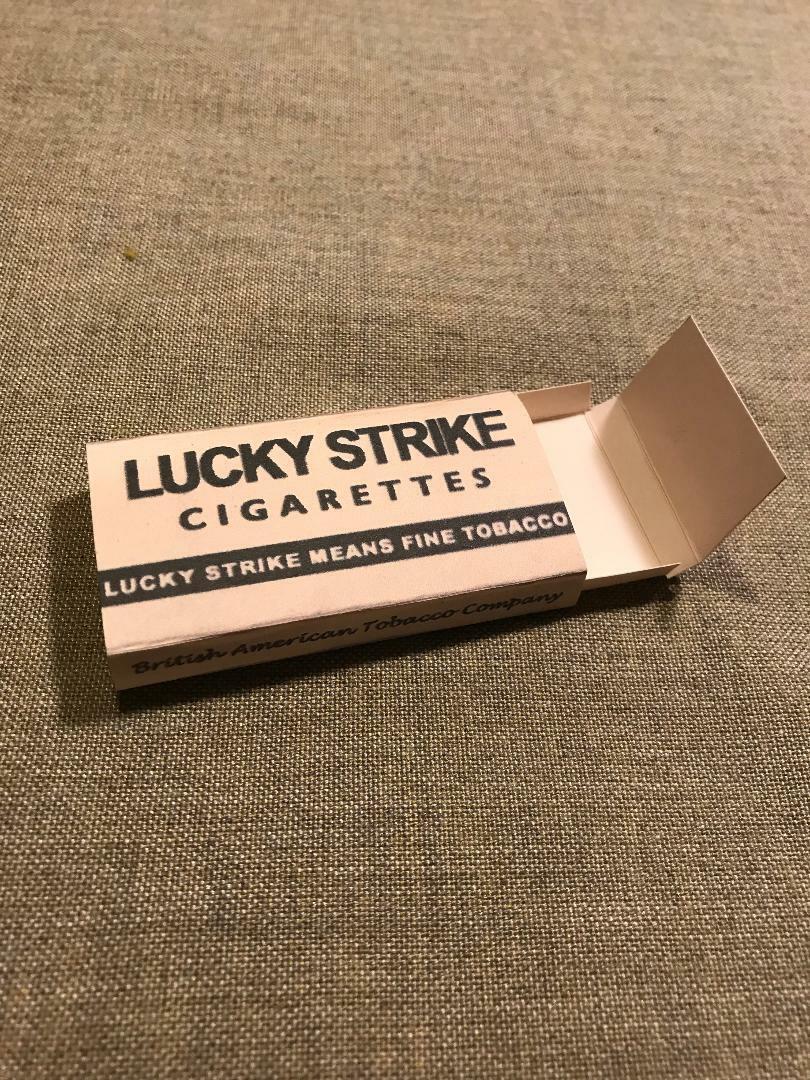 LUCKY STRIKE
CIGARETTES
LUCKY STRIKE MEANS FINE TOBACCO
British American Tobacco Company